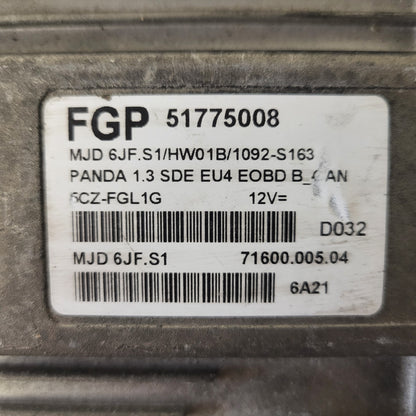 FGP 51775008
MJD 6JF.S1/HW01B/1092-S163
PANDA 1.3 SDE EU4 EOBD B_CAN
6CZ-FGL1G 12V=
D032
MJD 6JF.S1 71600.005.04
6A21